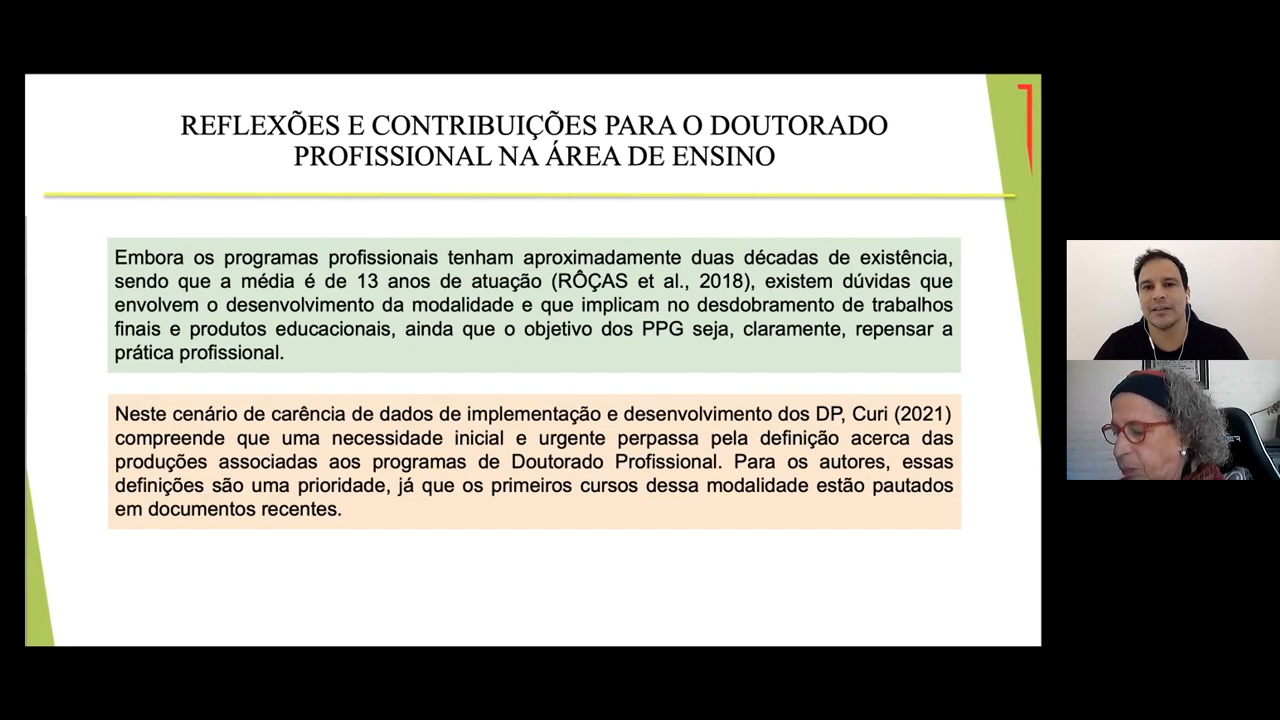 REFLEXÕES E CONTRIBUIÇÕES PARA O DOUTORADO
PROFISSIONAL NA ÁREA DE ENSINO
Embora os programas profissionais tenham aproximadamente duas décadas de existência,
sendo que a média é de 13 anos de atuação (RÔÇAS et al., 2018), existem dúvidas que
envolvem o desenvolvimento da modalidade e que implicam no desdobramento de trabalhos
finais e produtos educacionais, ainda que o objetivo dos PPG seja, claramente, repensar a
prática profissional.
Neste cenário de carência de dados de implementação e desenvolvimento dos DP, Curi (2021)
compreende que uma necessidade inicial e urgente perpassa pela definição acerca das
produções associadas aos programas de Doutorado Profissional. Para os autores, essas
definições são uma prioridade, já que os primeiros cursos dessa modalidade estão pautados
em documentos recentes.